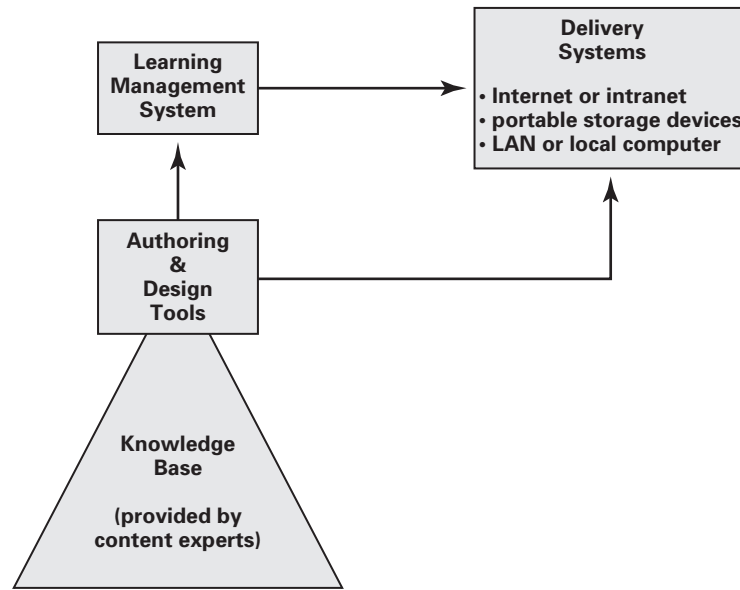 Learning
Management
System
Delivery
Systems
• Internet or intranet
• portable storage devices
• LAN or local computer
Authoring
&
Design
Tools
Knowledge
Base
(provided by
content experts)